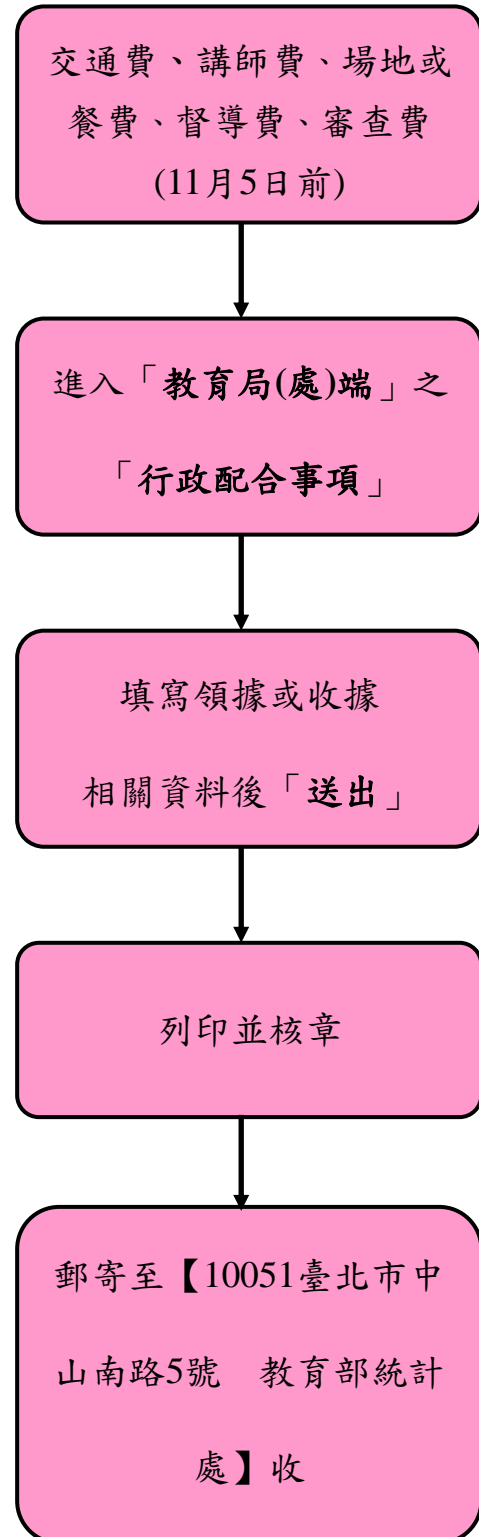 交通費、講師費、場地或
餐費、督導費、審查費
(11月5日前)
進入「教育局(處)端」之
「行政配合事項」
填寫領據或收據
相關資料後「送出」
列印並核章
郵寄至【10051臺北市中
山南路5號　教育部統計
處】收